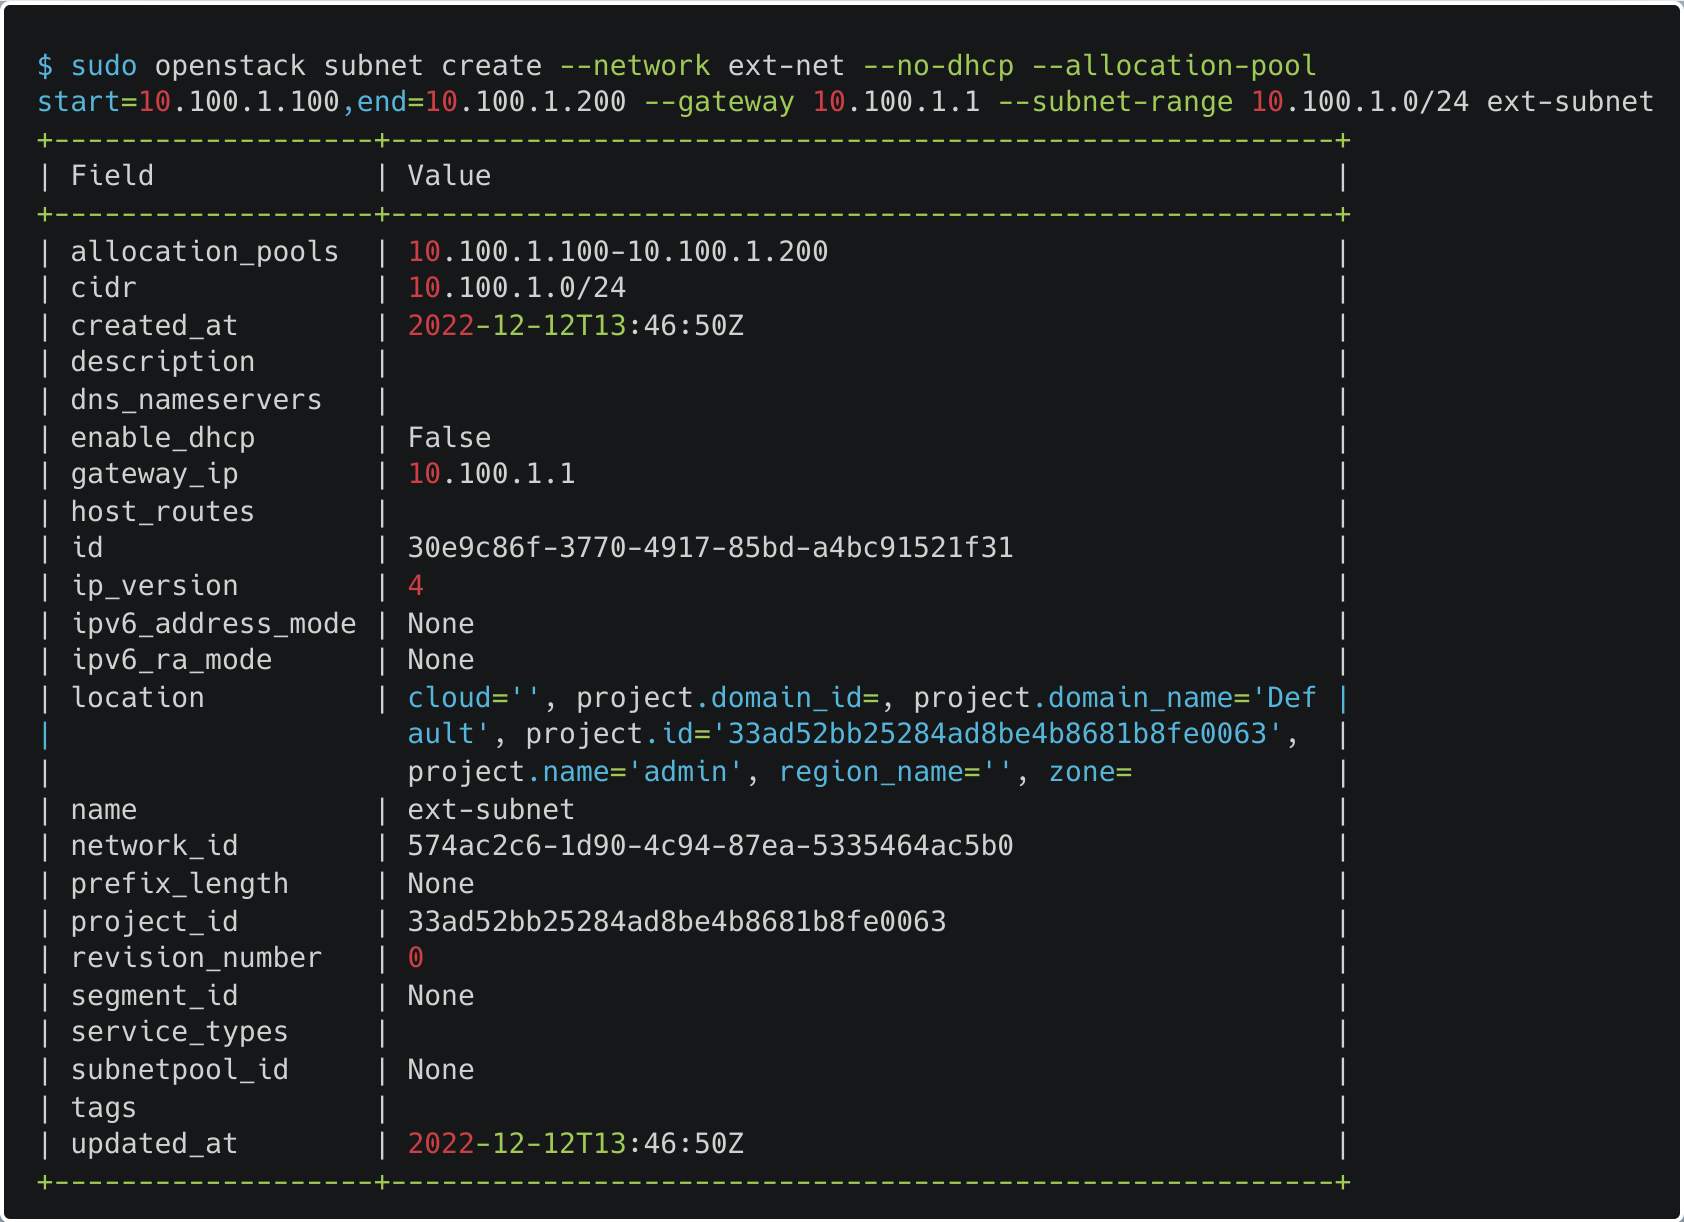 $ sudo openstack subnet create --network ext-net --no-dhcp --allocation-pool
start=10.100.1.100,end=10.100.1.200 --gateway 10.100.1.1 --subnet-range 10.100.1.0/24 ext-subnet
+-------------------+--------------------------------------------------------+
| Field             | Value                                                  |
+-------------------+--------------------------------------------------------+
| allocation_pools  | 10.100.1.100-10.100.1.200                              |
| cidr              | 10.100.1.0/24                                          |
| created_at        | 2022-12-12T13:46:50Z                                   |
| description       |                                                        |
| dns_nameservers   |                                                        |
| enable_dhcp       | False                                                  |
| gateway_ip        | 10.100.1.1                                             |
| host_routes       |                                                        |
| id                | 30e9c86f-3770-4917-85bd-a4bc91521f31                   |
| ip_version        | 4                                                      |
| ipv6_address_mode | None                                                   |
| ipv6_ra_mode      | None                                                   |
| location          | cloud='', project.domain_id=, project.domain_name='Def |
|                     ault', project.id='33ad52bb25284ad8be4b8681b8fe0063',  |
|                     project.name='admin', region_name='', zone=            |
| name              | ext-subnet                                             |
| network_id        | 574ac2c6-1d90-4c94-87ea-5335464ac5b0                   |
| prefix_length     | None                                                   |
| project_id        | 33ad52bb25284ad8be4b8681b8fe0063                       |
| revision_number   | 0                                                      |
| segment_id        | None                                                   |
| service_types     |                                                        |
| subnetpool_id     | None                                                   |
| tags              |                                                        |
| updated_at        | 2022-12-12T13:46:50Z                                   |
+-------------------+--------------------------------------------------------+